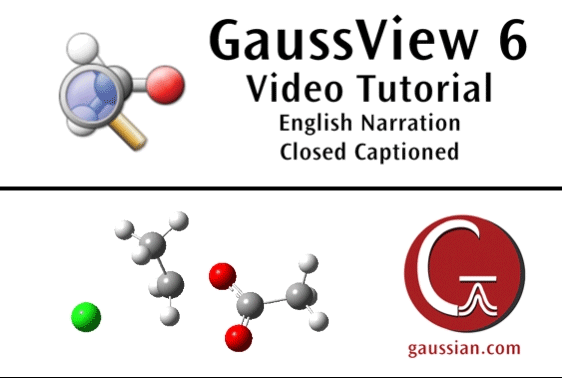 GaussView 6
Video Tutorial
English Narration
Closed Captioned
G
gaussian.com